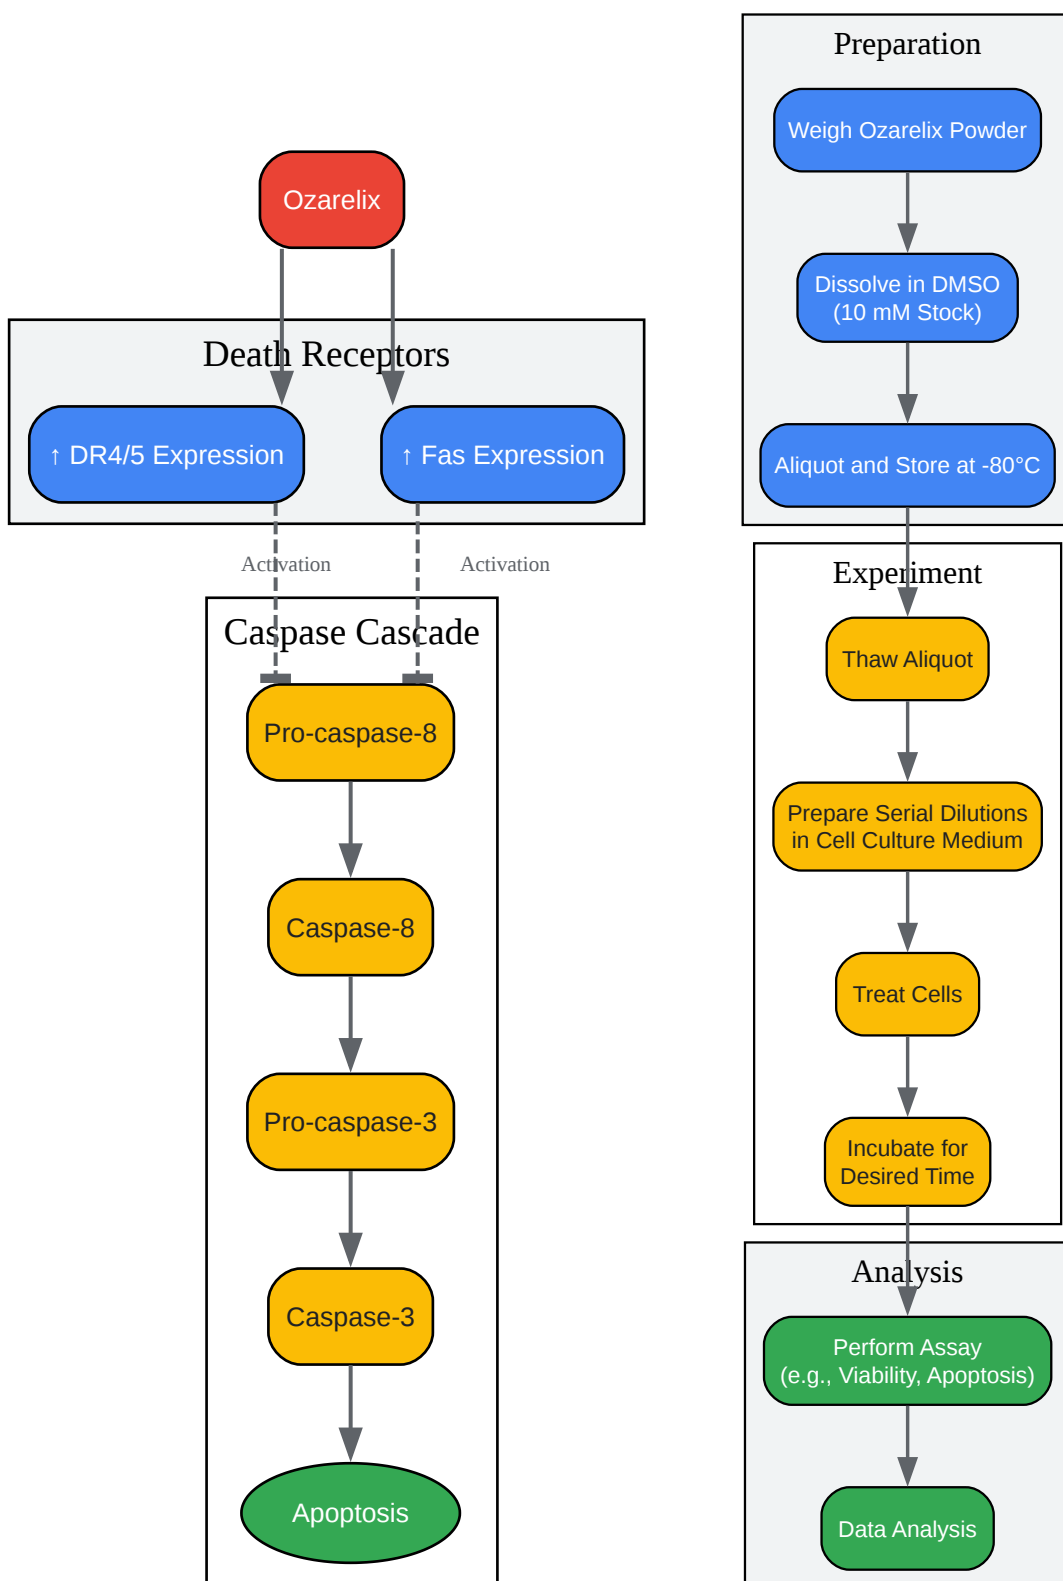 Ozarelix
Death Receptors
↑ DR4/5 Expression
↑ Fas Expression
Activation
Activation
Caspase Cascade
Pro-caspase-8
Caspase-8
Pro-caspase-3
Caspase-3
Apoptosis
Preparation
Weigh Ozarelix Powder
Dissolve in DMSO
(10 mM Stock)
Aliquot and Store at -80°C
Experiment
Thaw Aliquot
Prepare Serial Dilutions
in Cell Culture Medium
Treat Cells
Incubate for
Desired Time
Analysis
Perform Assay
(e.g., Viability, Apoptosis)
Data Analysis